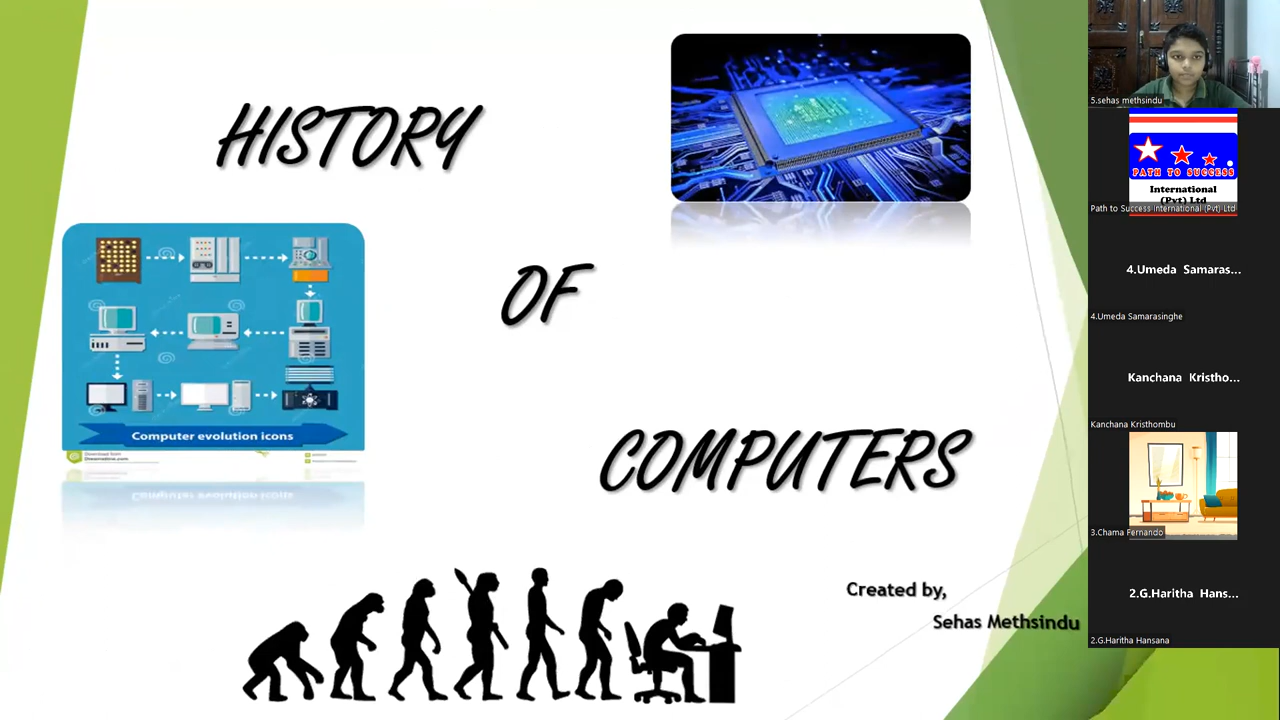 HISTORY
OF
COMPUTERS
Computer evolution icons
Created by,
Sehas Methsindu
5.sehas methsindu
PATH TO SUCCESS
International
(Pvt) Ltd
Path to Success International (Pvt) Ltd
4.Umeda Samaras...
4.Umeda Samarasinghe
Kanchana Kristho...
Kanchana Kristhombu
3.Chama Fernando
2.G.Haritha Hans...
2.G.Haritha Hansana